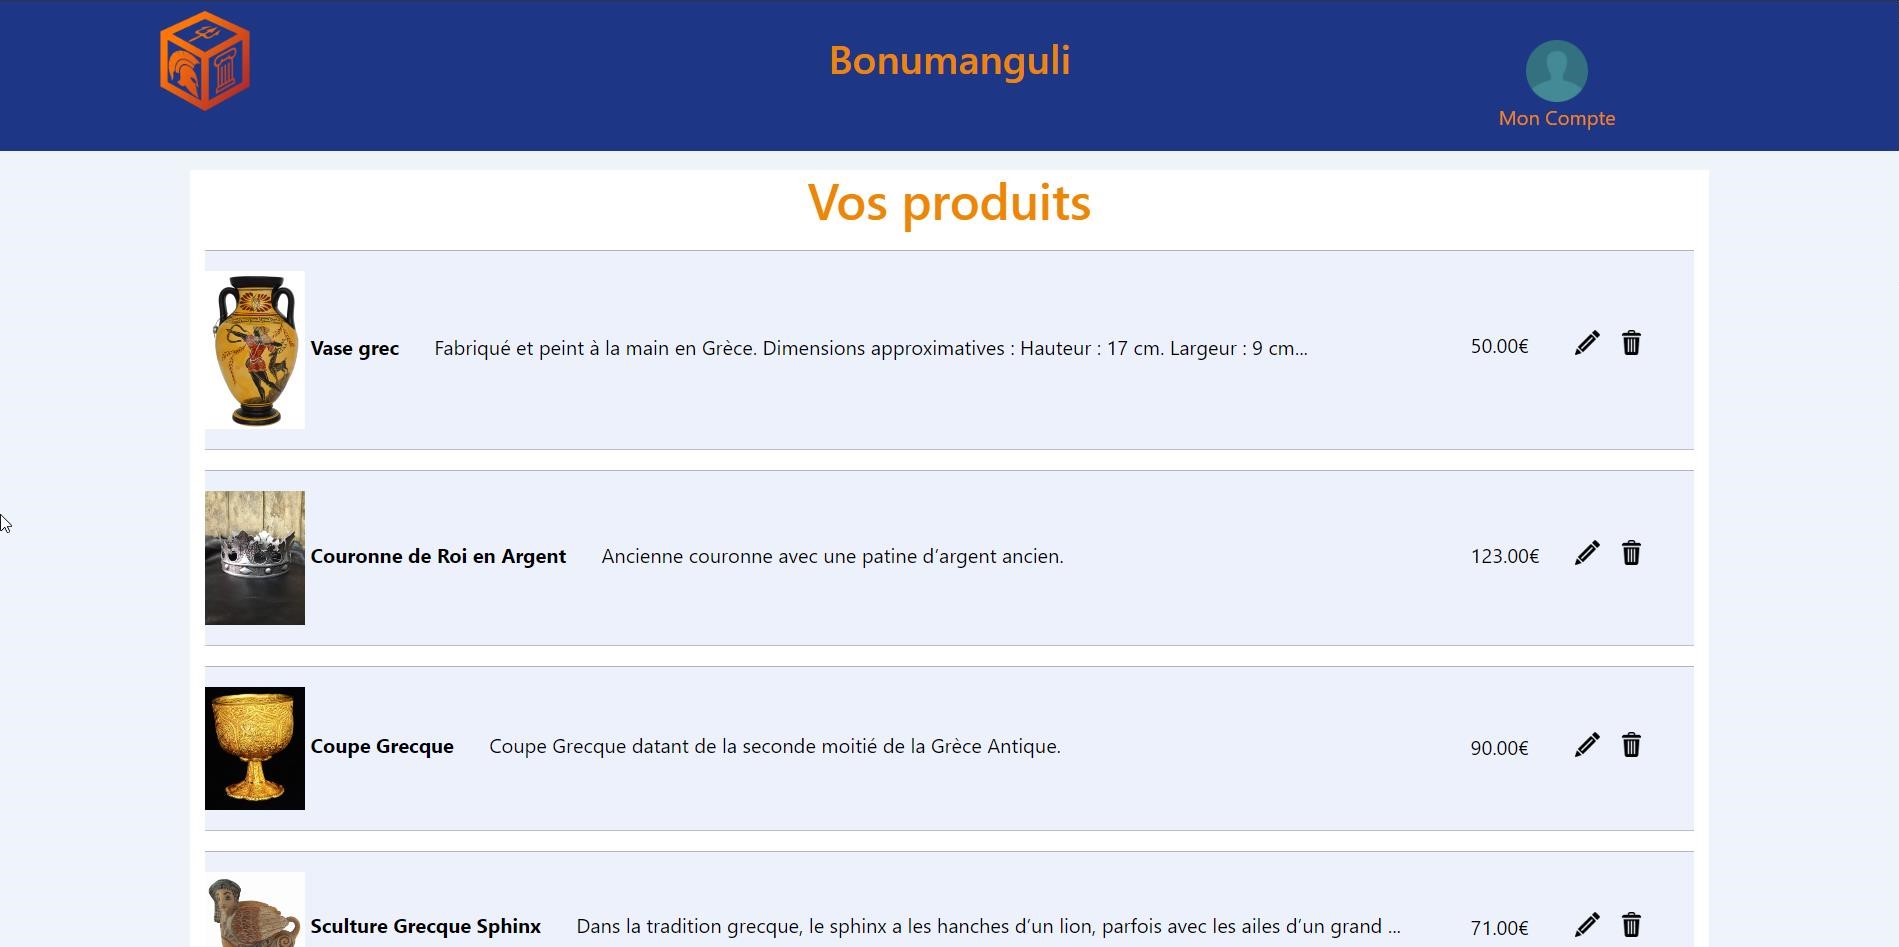 Bonumanguli
Mon Compte
Vos produits
Vase grec Fabriqué et peint à la main en Grèce. Dimensions approximatives : Hauteur : 17 cm. Largeur : 9 cm... 50.00€
Couronne de Roi en Argent Ancienne couronne avec une patine d’argent ancien. 123.00€
Coupe Grecque Coupe Grecque datant de la seconde moitié de la Grèce Antique. 90.00€
Sculture Grecque Sphinx Dans la tradition grecque, le sphinx a les hanches d’un lion, parfois avec les ailes d’un grand ... 71.00€